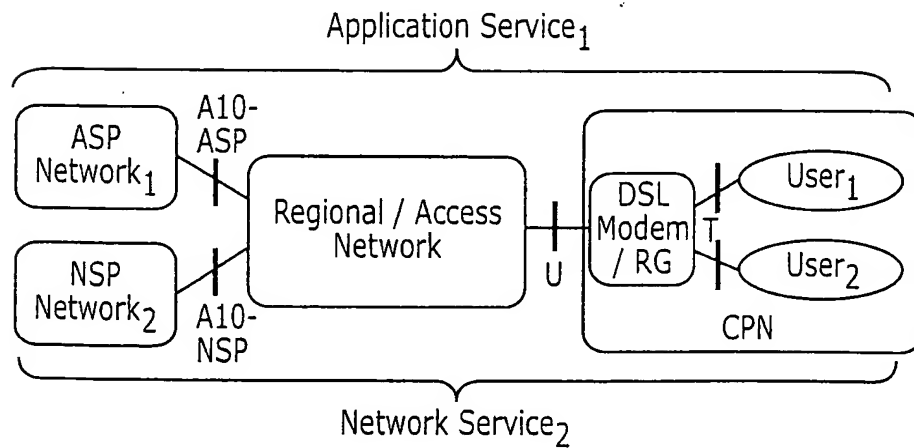 Application Service₁
ASP
Network₁
A10-
ASP
NSP
Network₂
A10-
NSP
Regional / Access
Network
U
DSL
Modem
/ RG
T
User₁
User₂
CPN
Network Service₂